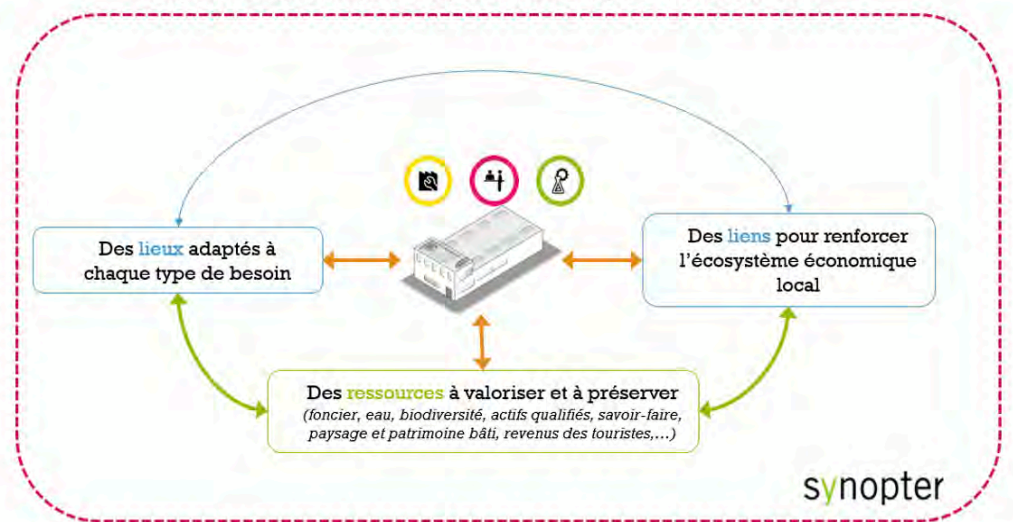 Des lieux adaptés à
chaque type de besoin
Des liens pour renforcer
l'écosystème économique
local
Des ressources à valoriser et à préserver
(foncier, eau, biodiversité, actifs qualifiés, savoir-faire,
paysage et patrimoine bâti, revenus des touristes,...)
synopter